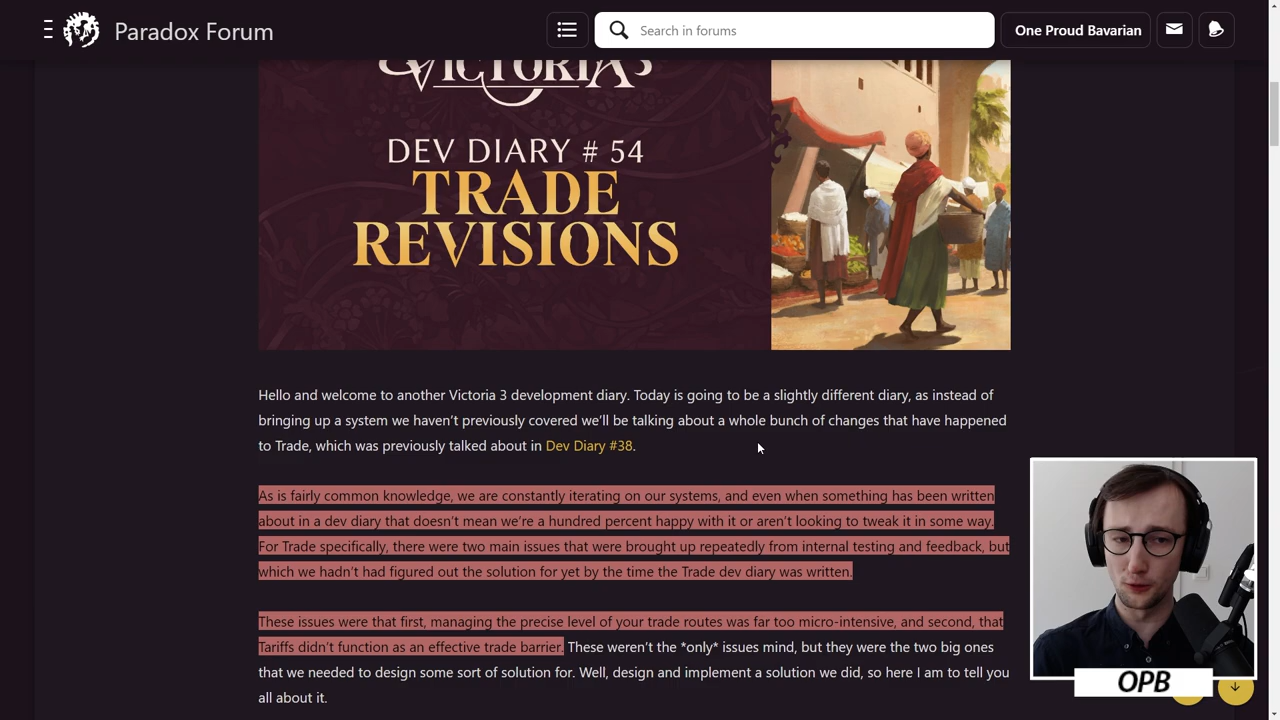 Paradox Forum
Search in forums
One Proud Bavarian
VICTORIA 3
DEV DIARY # 54
TRADE
REVISIONS
Hello and welcome to another Victoria 3 development diary. Today is going to be a slightly different diary, as instead of
bringing up a system we haven't previously covered we'll be talking about a whole bunch of changes that have happened
to Trade, which was previously talked about in Dev Diary #38.
As is fairly common knowledge, we are constantly iterating on our systems, and even when something has been written
about in a dev diary that doesn't mean we're a hundred percent happy with it or aren't looking to tweak it in some way.
For Trade specifically, there were two main issues that were brought up repeatedly from internal testing and feedback, but
which we hadn't had figured out the solution for yet by the time the Trade dev diary was written.
These issues were that first, managing the precise level of your trade routes was far too micro-intensive, and second, that
Tariffs didn't function as an effective trade barrier. These weren't the *only* issues mind, but they were the two big ones
that we needed to design some sort of solution for. Well, design and implement a solution we did, so here I am to tell you
all about it.
OPB